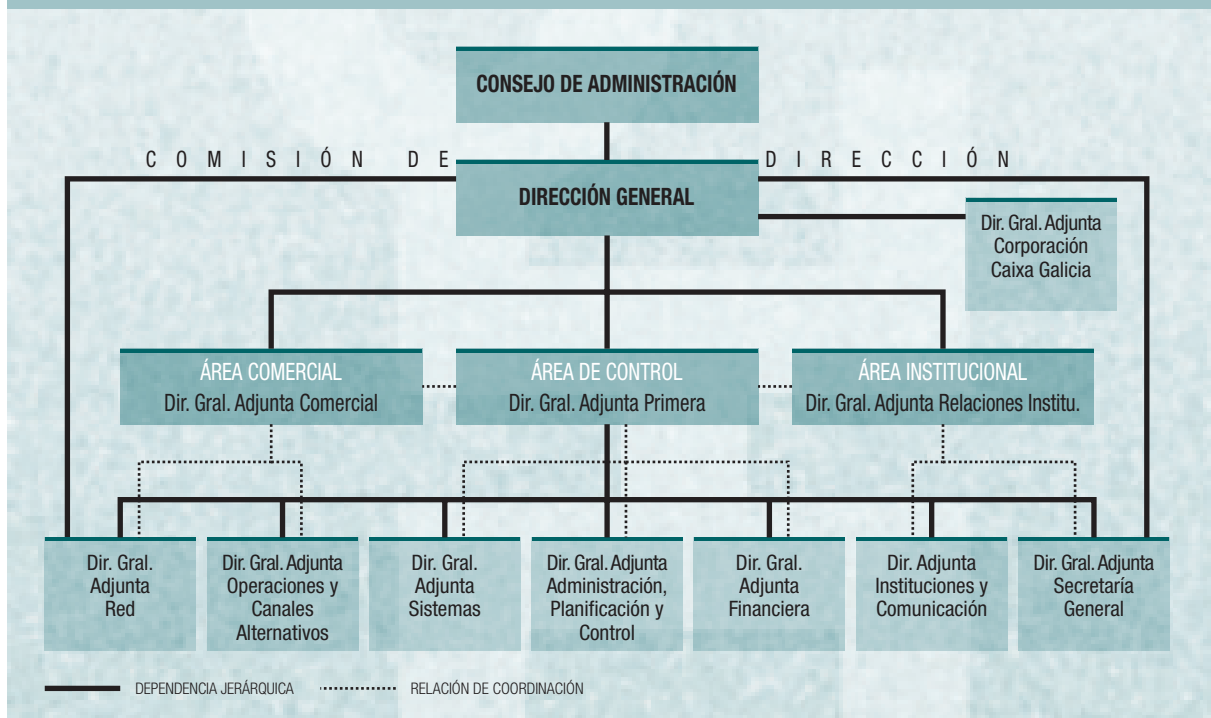 CONSEJO DE ADMINISTRACIÓN
COMISIÓN DE DIRECCIÓN
DIRECCIÓN GENERAL
Dir. Gral. Adjunta
Corporación
Caixa Galicia
ÁREA COMERCIAL
Dir. Gral. Adjunta Comercial
ÁREA DE CONTROL
Dir. Gral. Adjunta Primera
ÁREA INSTITUCIONAL
Dir. Gral. Adjunta Relaciones Institu.
Dir. Gral.
Adjunta
Red
Dir. Gral. Adjunta
Operaciones y
Canales
Alternativos
Dir. Gral.
Adjunta
Sistemas
Dir. Gral. Adjunta
Administración,
Planificación y
Control
Dir. Gral.
Adjunta
Financiera
Dir. Adjunta
Instituciones y
Comunicación
Dir. Gral. Adjunta
Secretaría
General
DEPENDENCIA JERÁRQUICA
RELACIÓN DE COORDINACIÓN